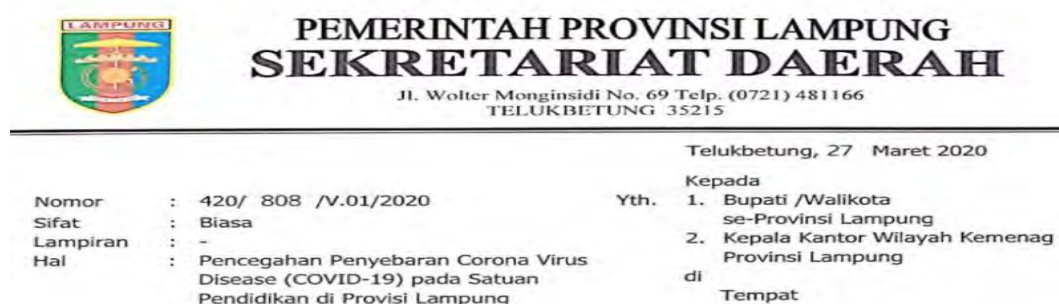 LAMPUNG
PEMERINTAH PROVINSI LAMPUNG
SEKRETARIAT DAERAH
Jl. Wolter Monginsidi No. 69 Telp. (0721) 481166
TELUKBETUNG 35215
Telukbetung, 27 Maret 2020
Kepada
Nomor : 420/ 808 /V.01/2020
Sifat : Biasa
Lampiran : -
Hal : Pencegahan Penyebaran Corona Virus
Disease (COVID-19) pada Satuan
Pendidikan di Provisi Lampung
Yth. 1. Bupati /Walikota
se-Provinsi Lampung
2. Kepala Kantor Wilayah Kemenag
Provinsi Lampung
di
Tempat